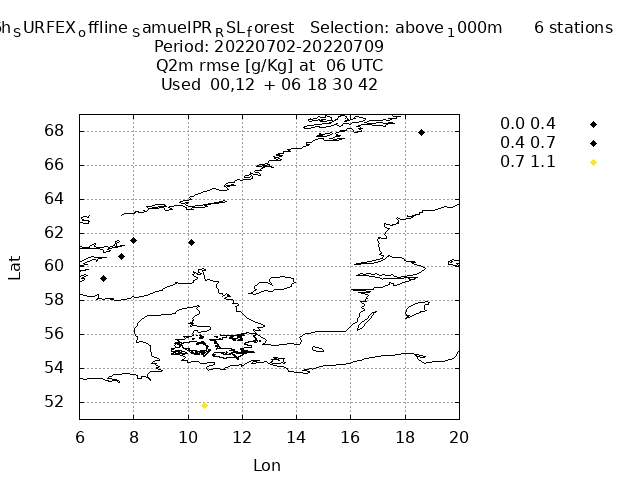 6h_SURFEX_offline_SamuelPR_RSL_forest Selection: above_1000m 6 stations
Period: 20220702-20220709
Q2m rmse [g/Kg] at 06 UTC
Used 00,12 + 06 18 30 42
0.0 0.4
0.4 0.7
0.7 1.1
68
66
64
62
60
58
56
54
52
Lat
6 8 10 12 14 16 18 20
Lon